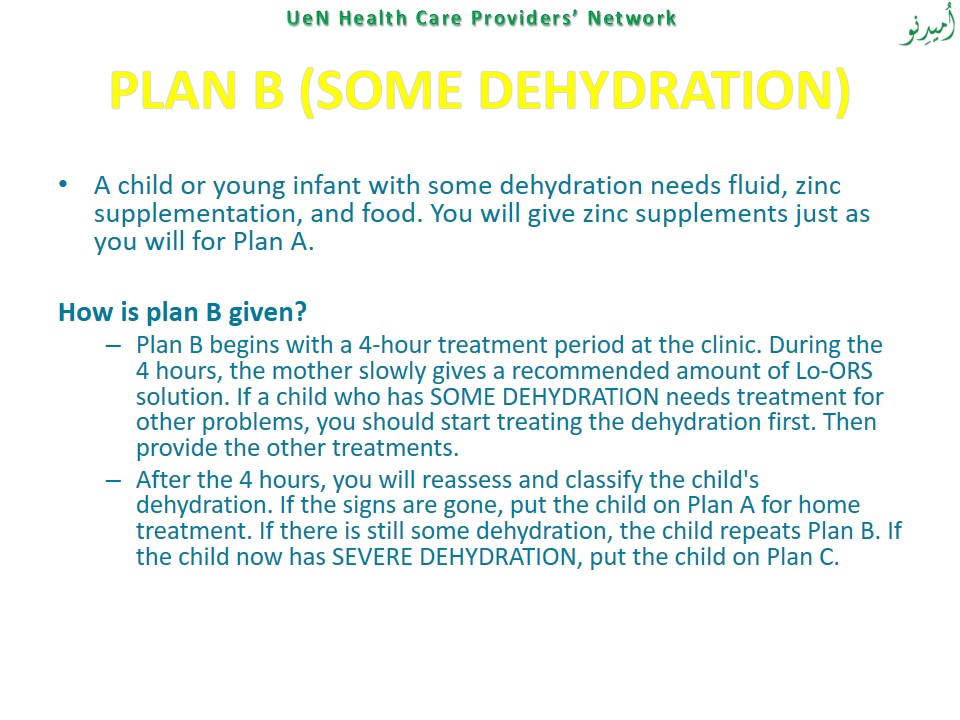 UeN Health Care Providers’ Network
اُمیدِنو
PLAN B (SOME DEHYDRATION)
• A child or young infant with some dehydration needs fluid, zinc
supplementation, and food. You will give zinc supplements just as
you will for Plan A.
How is plan B given?
– Plan B begins with a 4-hour treatment period at the clinic. During the
4 hours, the mother slowly gives a recommended amount of Lo-ORS
solution. If a child who has SOME DEHYDRATION needs treatment for
other problems, you should start treating the dehydration first. Then
provide the other treatments.
– After the 4 hours, you will reassess and classify the child's
dehydration. If the signs are gone, put the child on Plan A for home
treatment. If there is still some dehydration, the child repeats Plan B. If
the child now has SEVERE DEHYDRATION, put the child on Plan C.